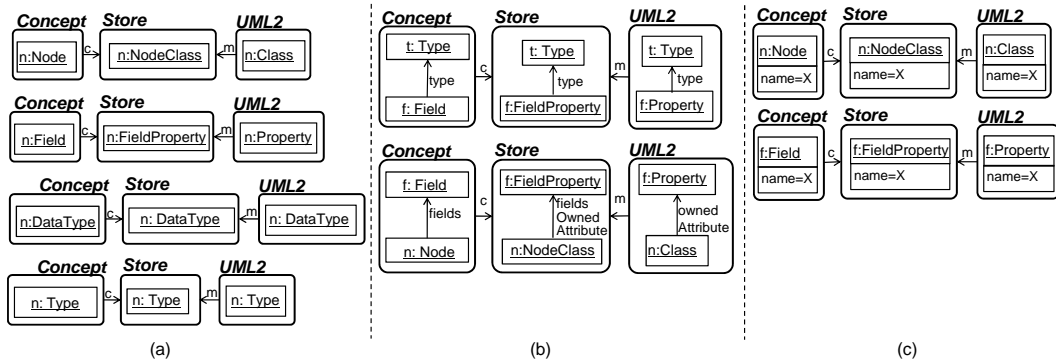 Concept Store UML2
n:Node c n:NodeClass m n:Class
Concept Store UML2
n:Field c n:FieldProperty m n:Property
Concept Store UML2
n:DataType c n: DataType m n: DataType
Concept Store UML2
n: Type c n: Type m n: Type
(a)
Concept Store UML2
t: Type t: Type t: Type
type c type m type
f: Field f:FieldProperty f:Property
Concept Store UML2
f: Field f:FieldProperty f:Property
fields c fields m owned
Owned Attribute
Attribute
n: Node n:NodeClass n:Class
(b)
Concept Store UML2
n:Node c n:NodeClass m n:Class
name=X name=X name=X
Concept Store UML2
f:Field c f:FieldProperty m f:Property
name=X name=X name=X
(c)